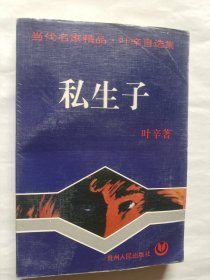 当代名家精品·叶辛自选集
私生子
叶辛著
贵州人民出版社